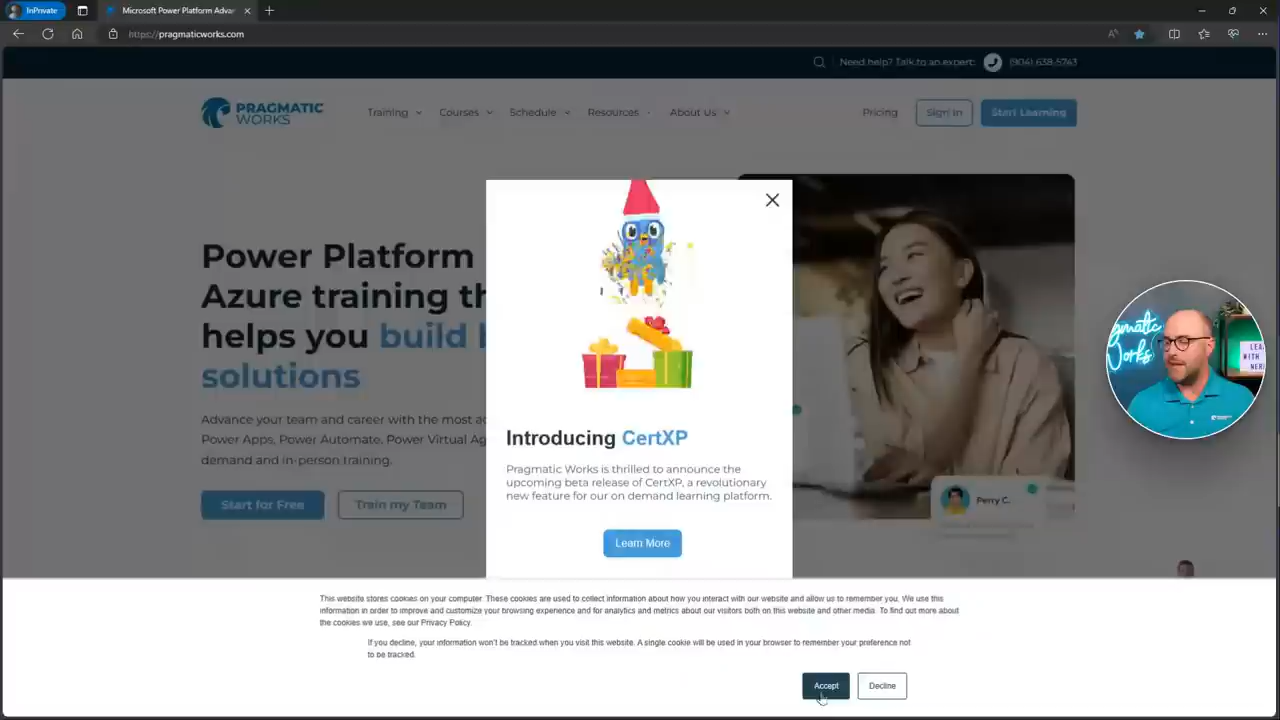 InPrivate
Microsoft Power Platform Adva
https://pragmaticworks.com
Need help? Talk to an expert: (904) 638-5743
PRAGMATIC
WORKS
Training
Courses
Schedule
Resources
About Us
Pricing
Sign In
Start Learning
Power Platform
Azure training th
helps you build b
solutions
Advance your team and career with the most ac
Power Apps, Power Automate. Power Virtual Ag
demand and in-person training.
Start for Free
Train my Team
Introducing CertXP
Pragmatic Works is thrilled to announce the
upcoming beta release of CertXP, a revolutionary
new feature for our on demand learning platform.
Learn More
Perry C.
gmatic
Works
LEA
WITH
NER
This website stores cookies on your computer. These cookies are used to collect information about how you interact with our website and allow us to remember you. We use this
information in order to improve and customize your browsing experience and for analytics and metrics about our visitors both on this website and other media. To find out more about
the cookies we use, see our Privacy Policy.
If you decline, your information won't be tracked when you visit this website. A single cookie will be used in your browser to remember your preference not
to be tracked.
Accept
Decline